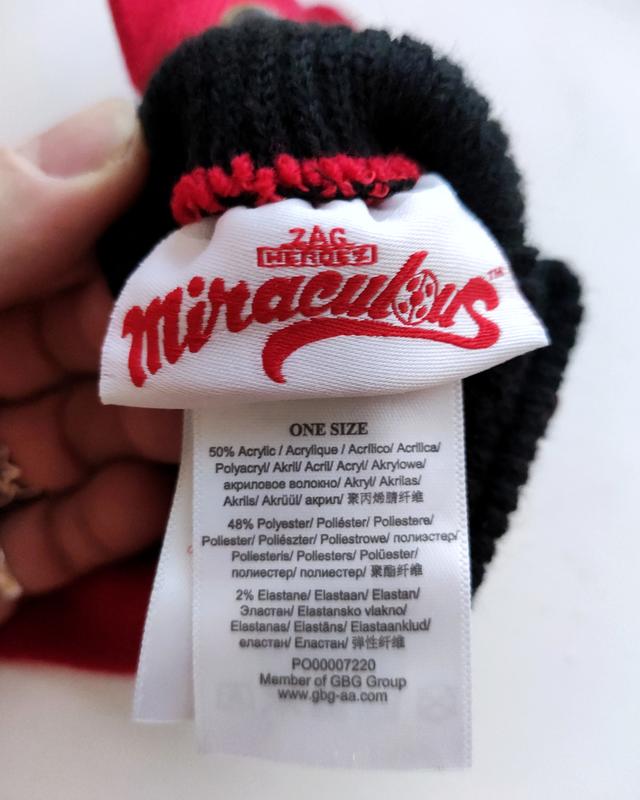 ZAG
HEROEZ
Miraculous™
ONE SIZE
50% Acrylic / Acrylique / Acrílico/ Acrilica/
Polyacryl/ Akril/ Acril/ Acryl/ Akrylowe/
акриловое волокно/ Akryl/ Akrilas/
Akrils/ Akrüül/ акрил/ 聚丙烯腈纤维
48% Polyester/ Poliéster/ Poliestere/
Poliester/ Poliészter/ Poliestrowe/ полиэстер/
Poliesteris/ Poliesters/ Polüester/
полиестер/ полиестер/ 聚酯纤维
2% Elastane/ Elastaan/ Elastan/
Эластан/ Elastansko vlakno/
Elastanas/ Elastāns/ Elastaanklud/
еластан/ Еластан/ 弹性纤维
PO00007220
Member of GBG Group
www.gbg-aa.com